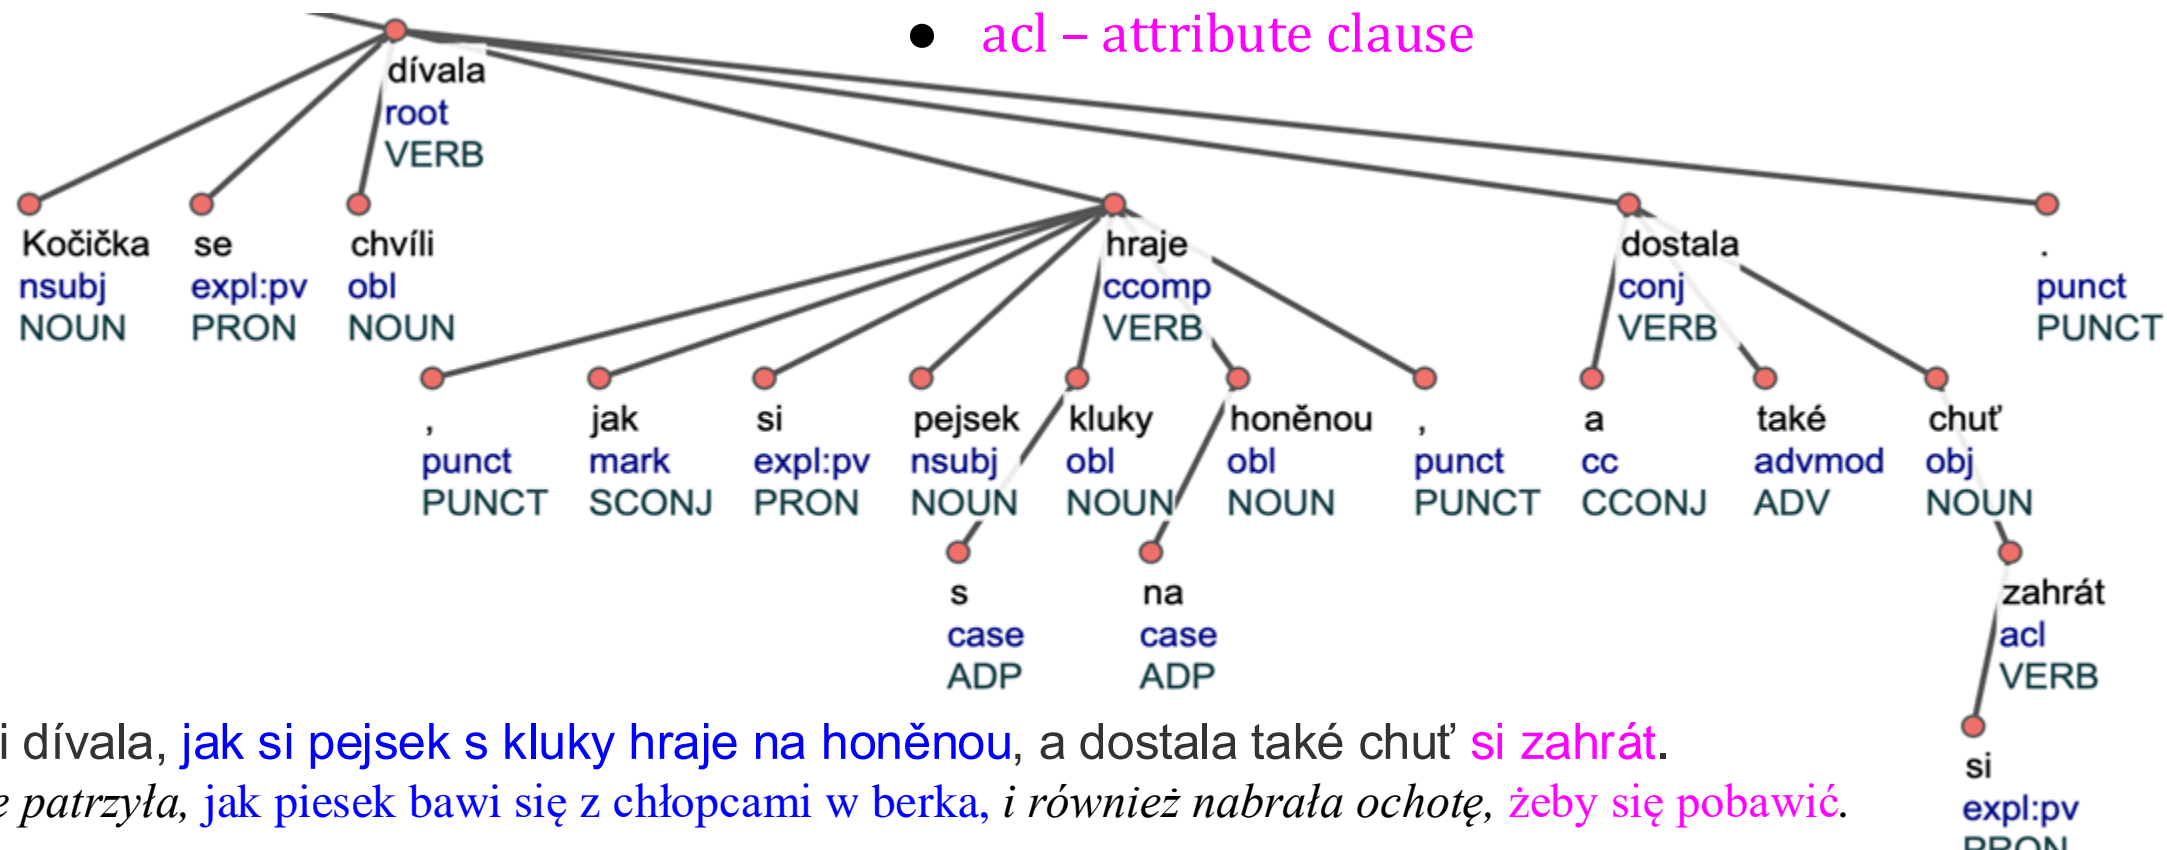 • acl – attribute clause
dívala
root
VERB
Kočička se chvíli hraje dostala .
nsubj expl:pv obl ccomp conj punct
NOUN PRON NOUN VERB VERB PUNCT
, jak si pejsek kluky honěnou , a také chuť
punct mark expl:pv nsubj obl obl punct cc advmod obj
PUNCT SCONJ PRON NOUN NOUN NOUN PUNCT CCONJ ADV NOUN
s na zahrát
case case acl
ADP ADP VERB
i dívala, jak si pejsek s kluky hraje na honěnou, a dostala také chuť si zahrát.
si
e patrzyła, jak piesek bawi się z chłopcami w berka, i również nabrała ochotę, żeby się pobawić.
expl:pv
PRON